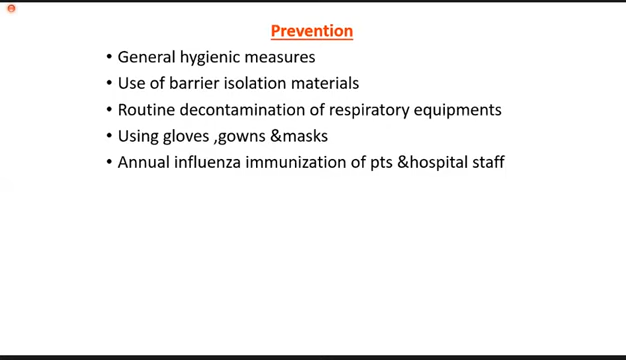 Prevention
• General hygienic measures
• Use of barrier isolation materials
• Routine decontamination of respiratory equipments
• Using gloves ,gowns &masks
• Annual influenza immunization of pts &hospital staff